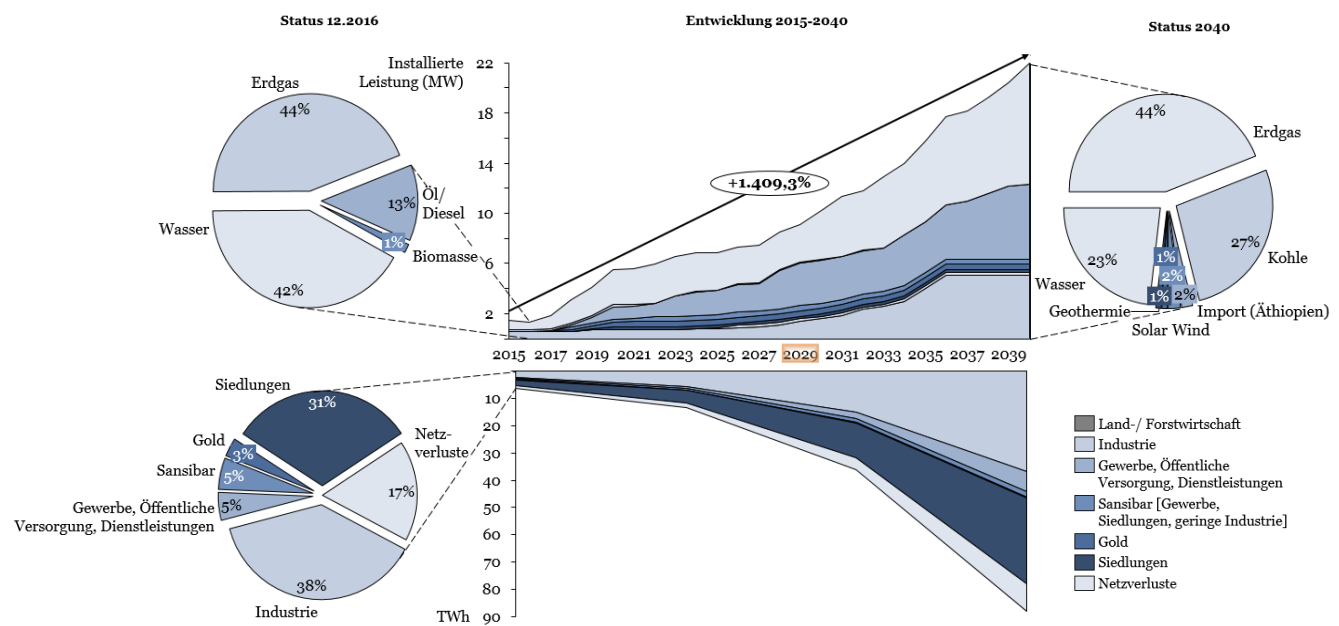 Status 12.2016
Entwicklung 2015-2040
Status 2040
Installierte
Leistung (MW)
22
18
14
10
6
2
+1.409,3%
Erdgas
44%
Öl/
Diesel
13%
1%
Biomasse
Wasser
42%
44%
Erdgas
27%
Kohle
23%
Wasser
1%
2%
1%
2%
Geothermie
Import (Äthiopien)
Solar Wind
2015 2017 2019 2021 2023 2025 2027 2029 2031 2033 2035 2037 2039
Siedlungen
31%
Gold
3%
Netz-
verluste
Sansibar
5%
17%
Gewerbe, Öffentliche
Versorgung, Dienstleistungen
5%
38%
Industrie
10
20
30
40
50
60
70
80
TWh 90
Land-/ Forstwirtschaft
Industrie
Gewerbe, Öffentliche
Versorgung, Dienstleistungen
Sansibar [Gewerbe,
Siedlungen, geringe Industrie]
Gold
Siedlungen
Netzverluste